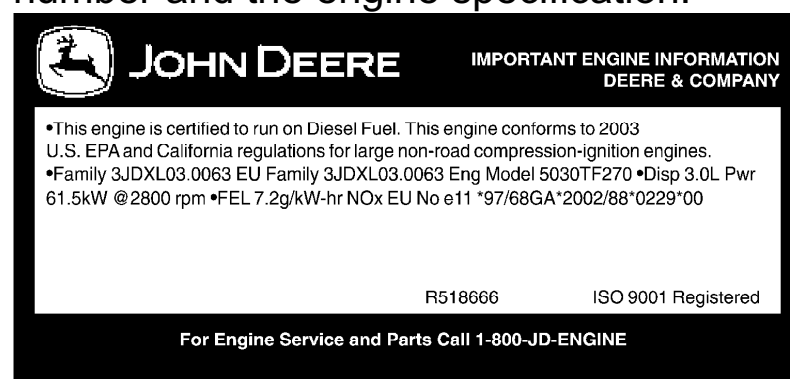 number and the engine specification.
JOHN DEERE
IMPORTANT ENGINE INFORMATION
DEERE & COMPANY
•This engine is certified to run on Diesel Fuel. This engine conforms to 2003
U.S. EPA and California regulations for large non-road compression-ignition engines.
•Family 3JDXL03.0063 EU Family 3JDXL03.0063 Eng Model 5030TF270 •Disp 3.0L Pwr
61.5kW @2800 rpm •FEL 7.2g/kW-hr NOx EU No e11 *97/68GA*2002/88*0229*00
R518666 ISO 9001 Registered
For Engine Service and Parts Call 1-800-JD-ENGINE